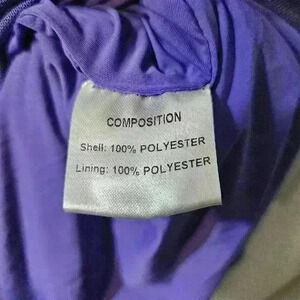 COMPOSITION
Shell: 100% POLYESTER
Lining: 100% POLYESTER